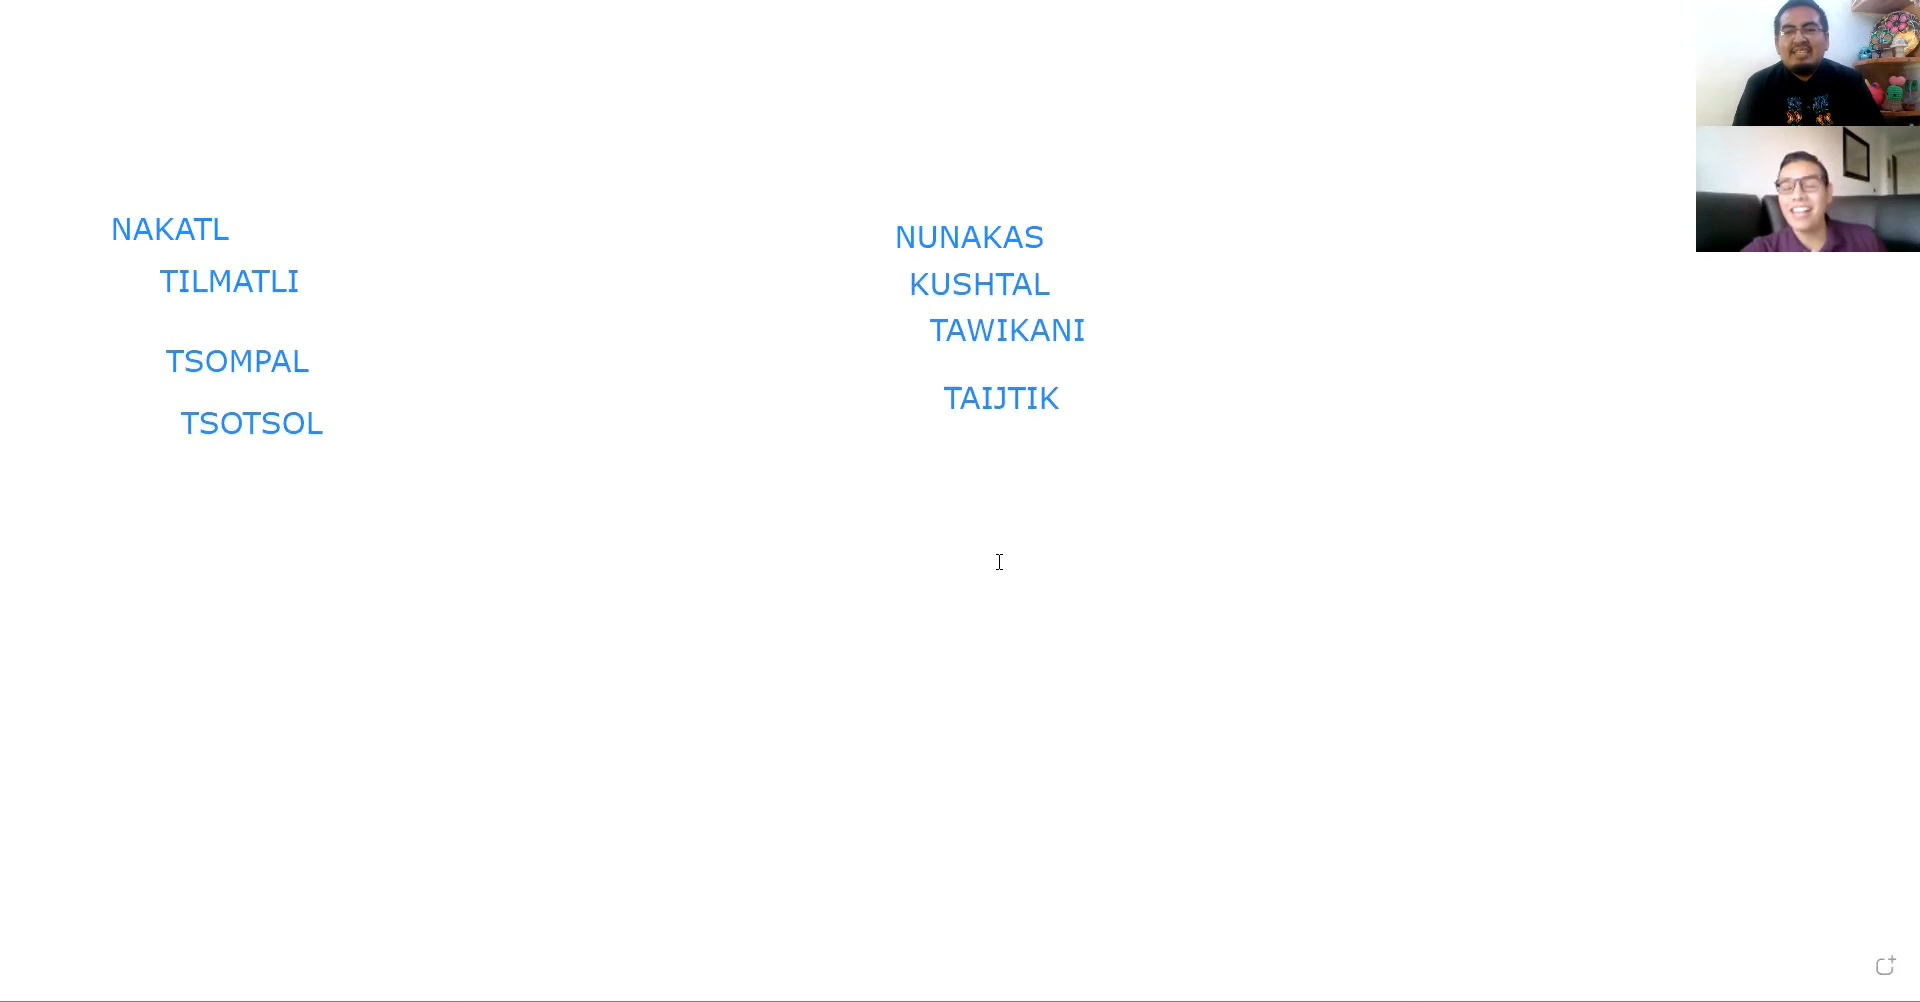 NAKATL
TILMATLI
TSOMPAL
TSOTSOL
NUNAKAS
KUSHTAL
TAWIKANI
TAIJTIK